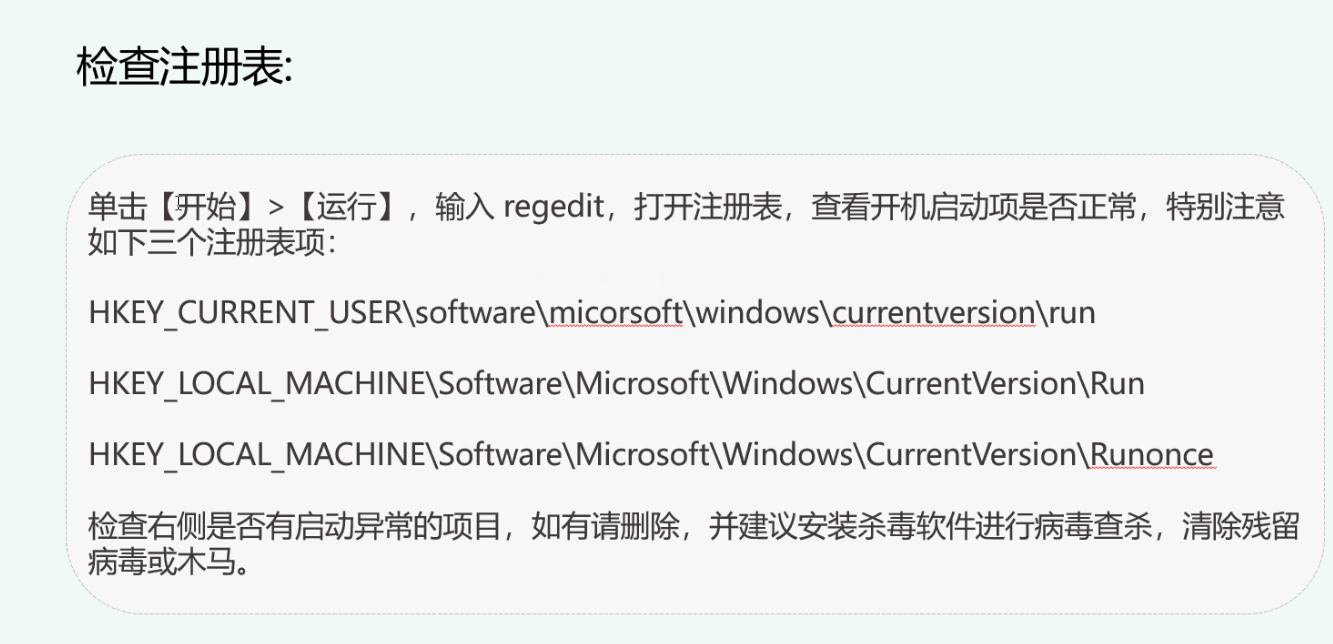 检查注册表:
单击【开始】>【运行】，输入 regedit，打开注册表，查看开机启动项是否正常，特别注意
如下三个注册表项：
HKEY_CURRENT_USER\software\micorsoft\windows\currentversion\run
HKEY_LOCAL_MACHINE\Software\Microsoft\Windows\CurrentVersion\Run
HKEY_LOCAL_MACHINE\Software\Microsoft\Windows\CurrentVersion\Runonce
检查右侧是否有启动异常的项目，如有请删除，并建议安装杀毒软件进行病毒查杀，清除残留
病毒或木马。